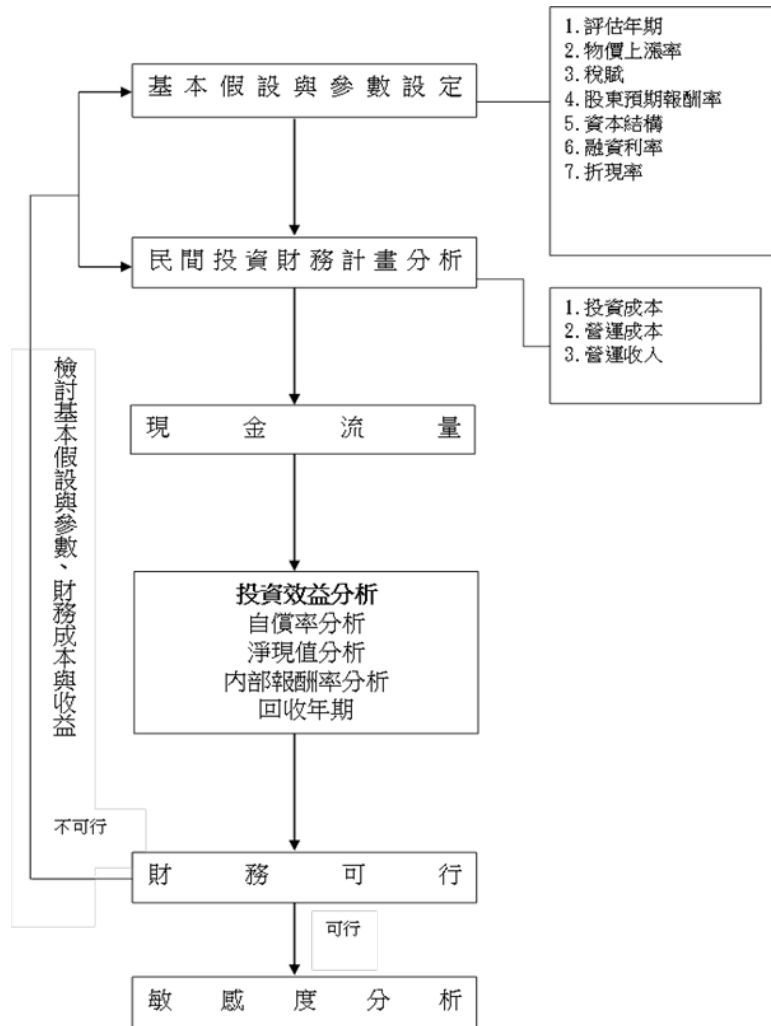 1.評估年期
2.物價上漲率
3.稅賦
4.股東預期報酬率
5.資本結構
6.融資利率
7.折現率
基本假設與參數設定
民間投資財務計畫分析
1.投資成本
2.營運成本
3.營運收入
檢討基本假設與參數、財務成本與收益
現金流量
投資效益分析
自償率分析
淨現值分析
內部報酬率分析
回收年期
不可行
財務可行
可行
敏感度分析